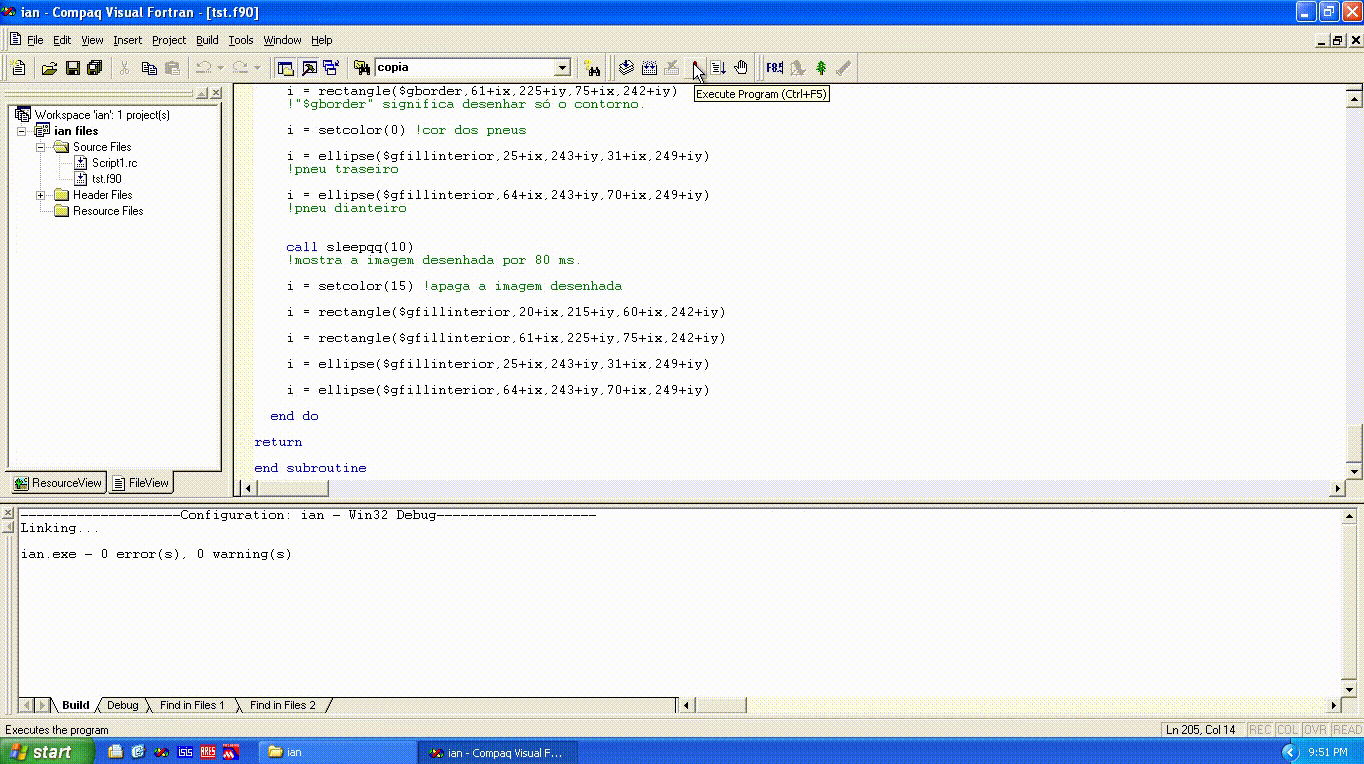 ian - Compaq Visual Fortran - [tst.f90]
File Edit View Insert Project Build Tools Window Help
copia
Execute Program (Ctrl+F5)
Workspace 'ian': 1 project(s)
ian files
Source Files
Script1.rc
tst.f90
Header Files
Resource Files
ResourceView FileView
i = rectangle($gborder,61+ix,225+iy,75+ix,242+iy)
!"$gborder" significa desenhar só o contorno.
i = setcolor(0) !cor dos pneus
i = ellipse($gfillinterior,25+ix,243+iy,31+ix,249+iy)
!pneu traseiro
i = ellipse($gfillinterior,64+ix,243+iy,70+ix,249+iy)
!pneu dianteiro
call sleepqq(10)
!mostra a imagem desenhada por 80 ms.
i = setcolor(15) !apaga a imagem desenhada
i = rectangle($gfillinterior,20+ix,215+iy,60+ix,242+iy)
i = rectangle($gfillinterior,61+ix,225+iy,75+ix,242+iy)
i = ellipse($gfillinterior,25+ix,243+iy,31+ix,249+iy)
i = ellipse($gfillinterior,64+ix,243+iy,70+ix,249+iy)
end do
return
end subroutine
--------------------Configuration: ian - Win32 Debug--------------------
Linking...
ian.exe - 0 error(s), 0 warning(s)
Build Debug Find in Files 1 Find in Files 2
Executes the program
Ln 205, Col 14 REC COL OVR READ
start ISIS ARES ian ian - Compaq Visual F... 9:51 PM